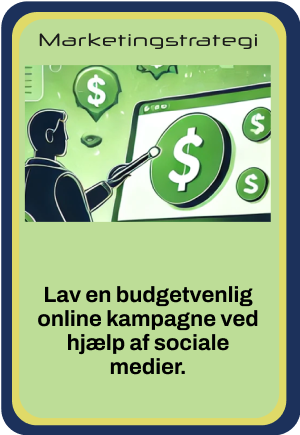 Marketingstrategi
$
$
$
$
Lav en budgetvenlig
online kampagne ved
hjælp af sociale
medier.